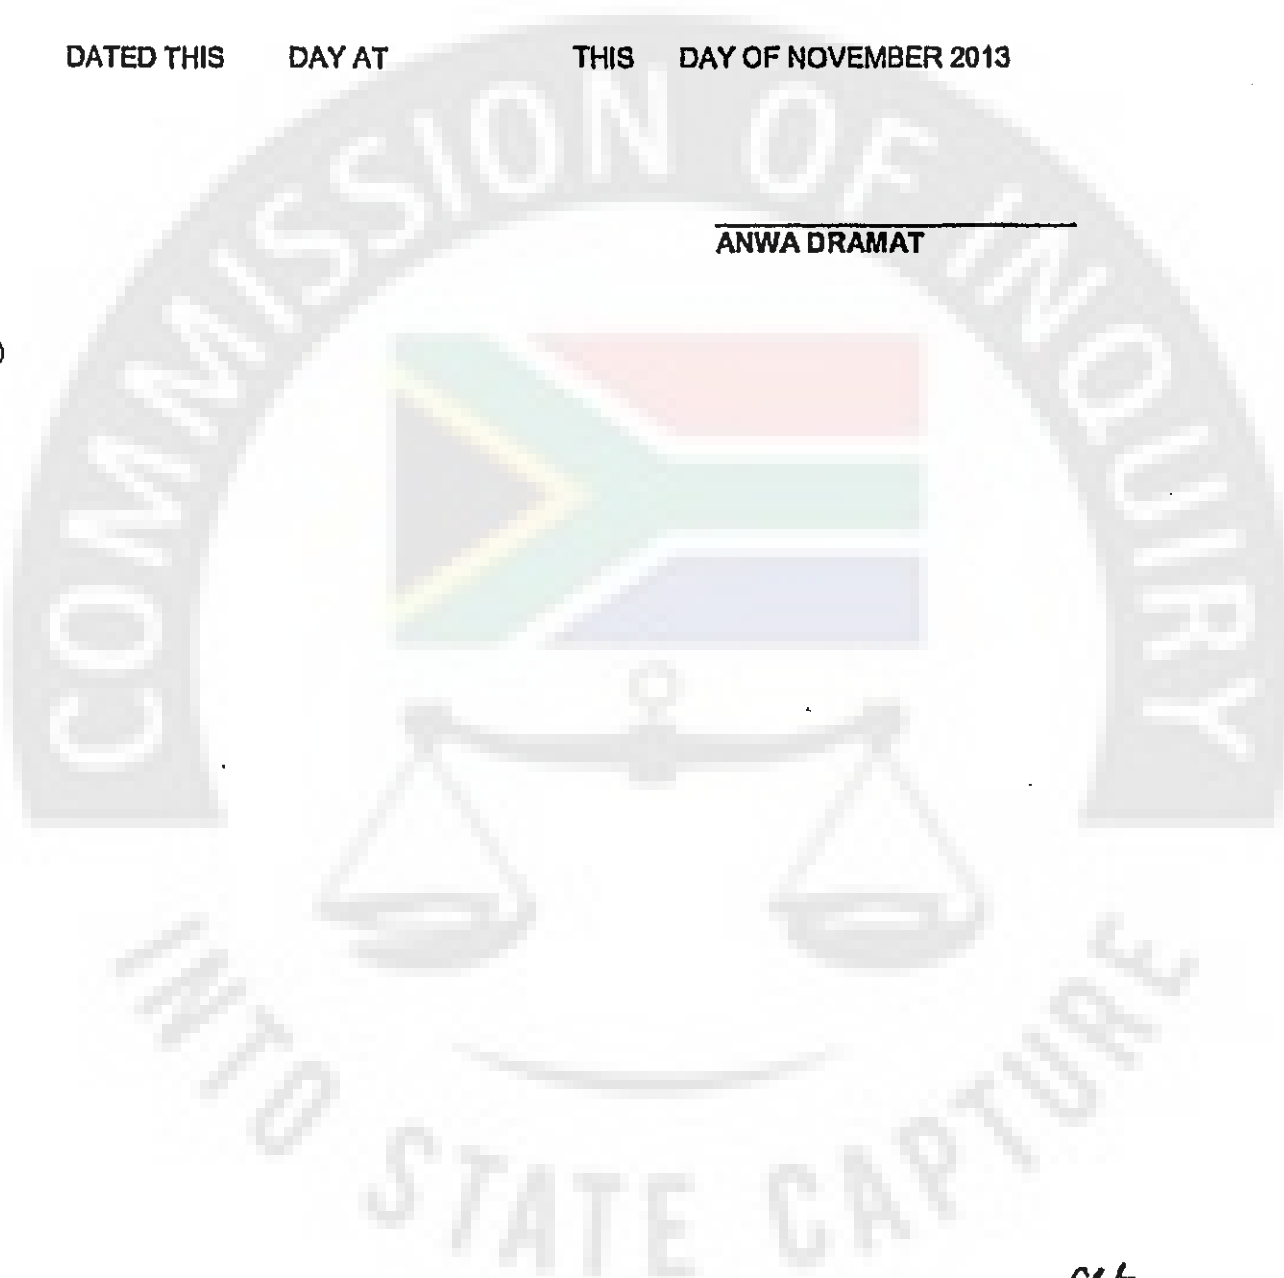 DATED THIS DAY AT THIS DAY OF NOVEMBER 2013
ANWA DRAMAT
COMMISSION OF INQUIRY
INTO STATE CAPTURE